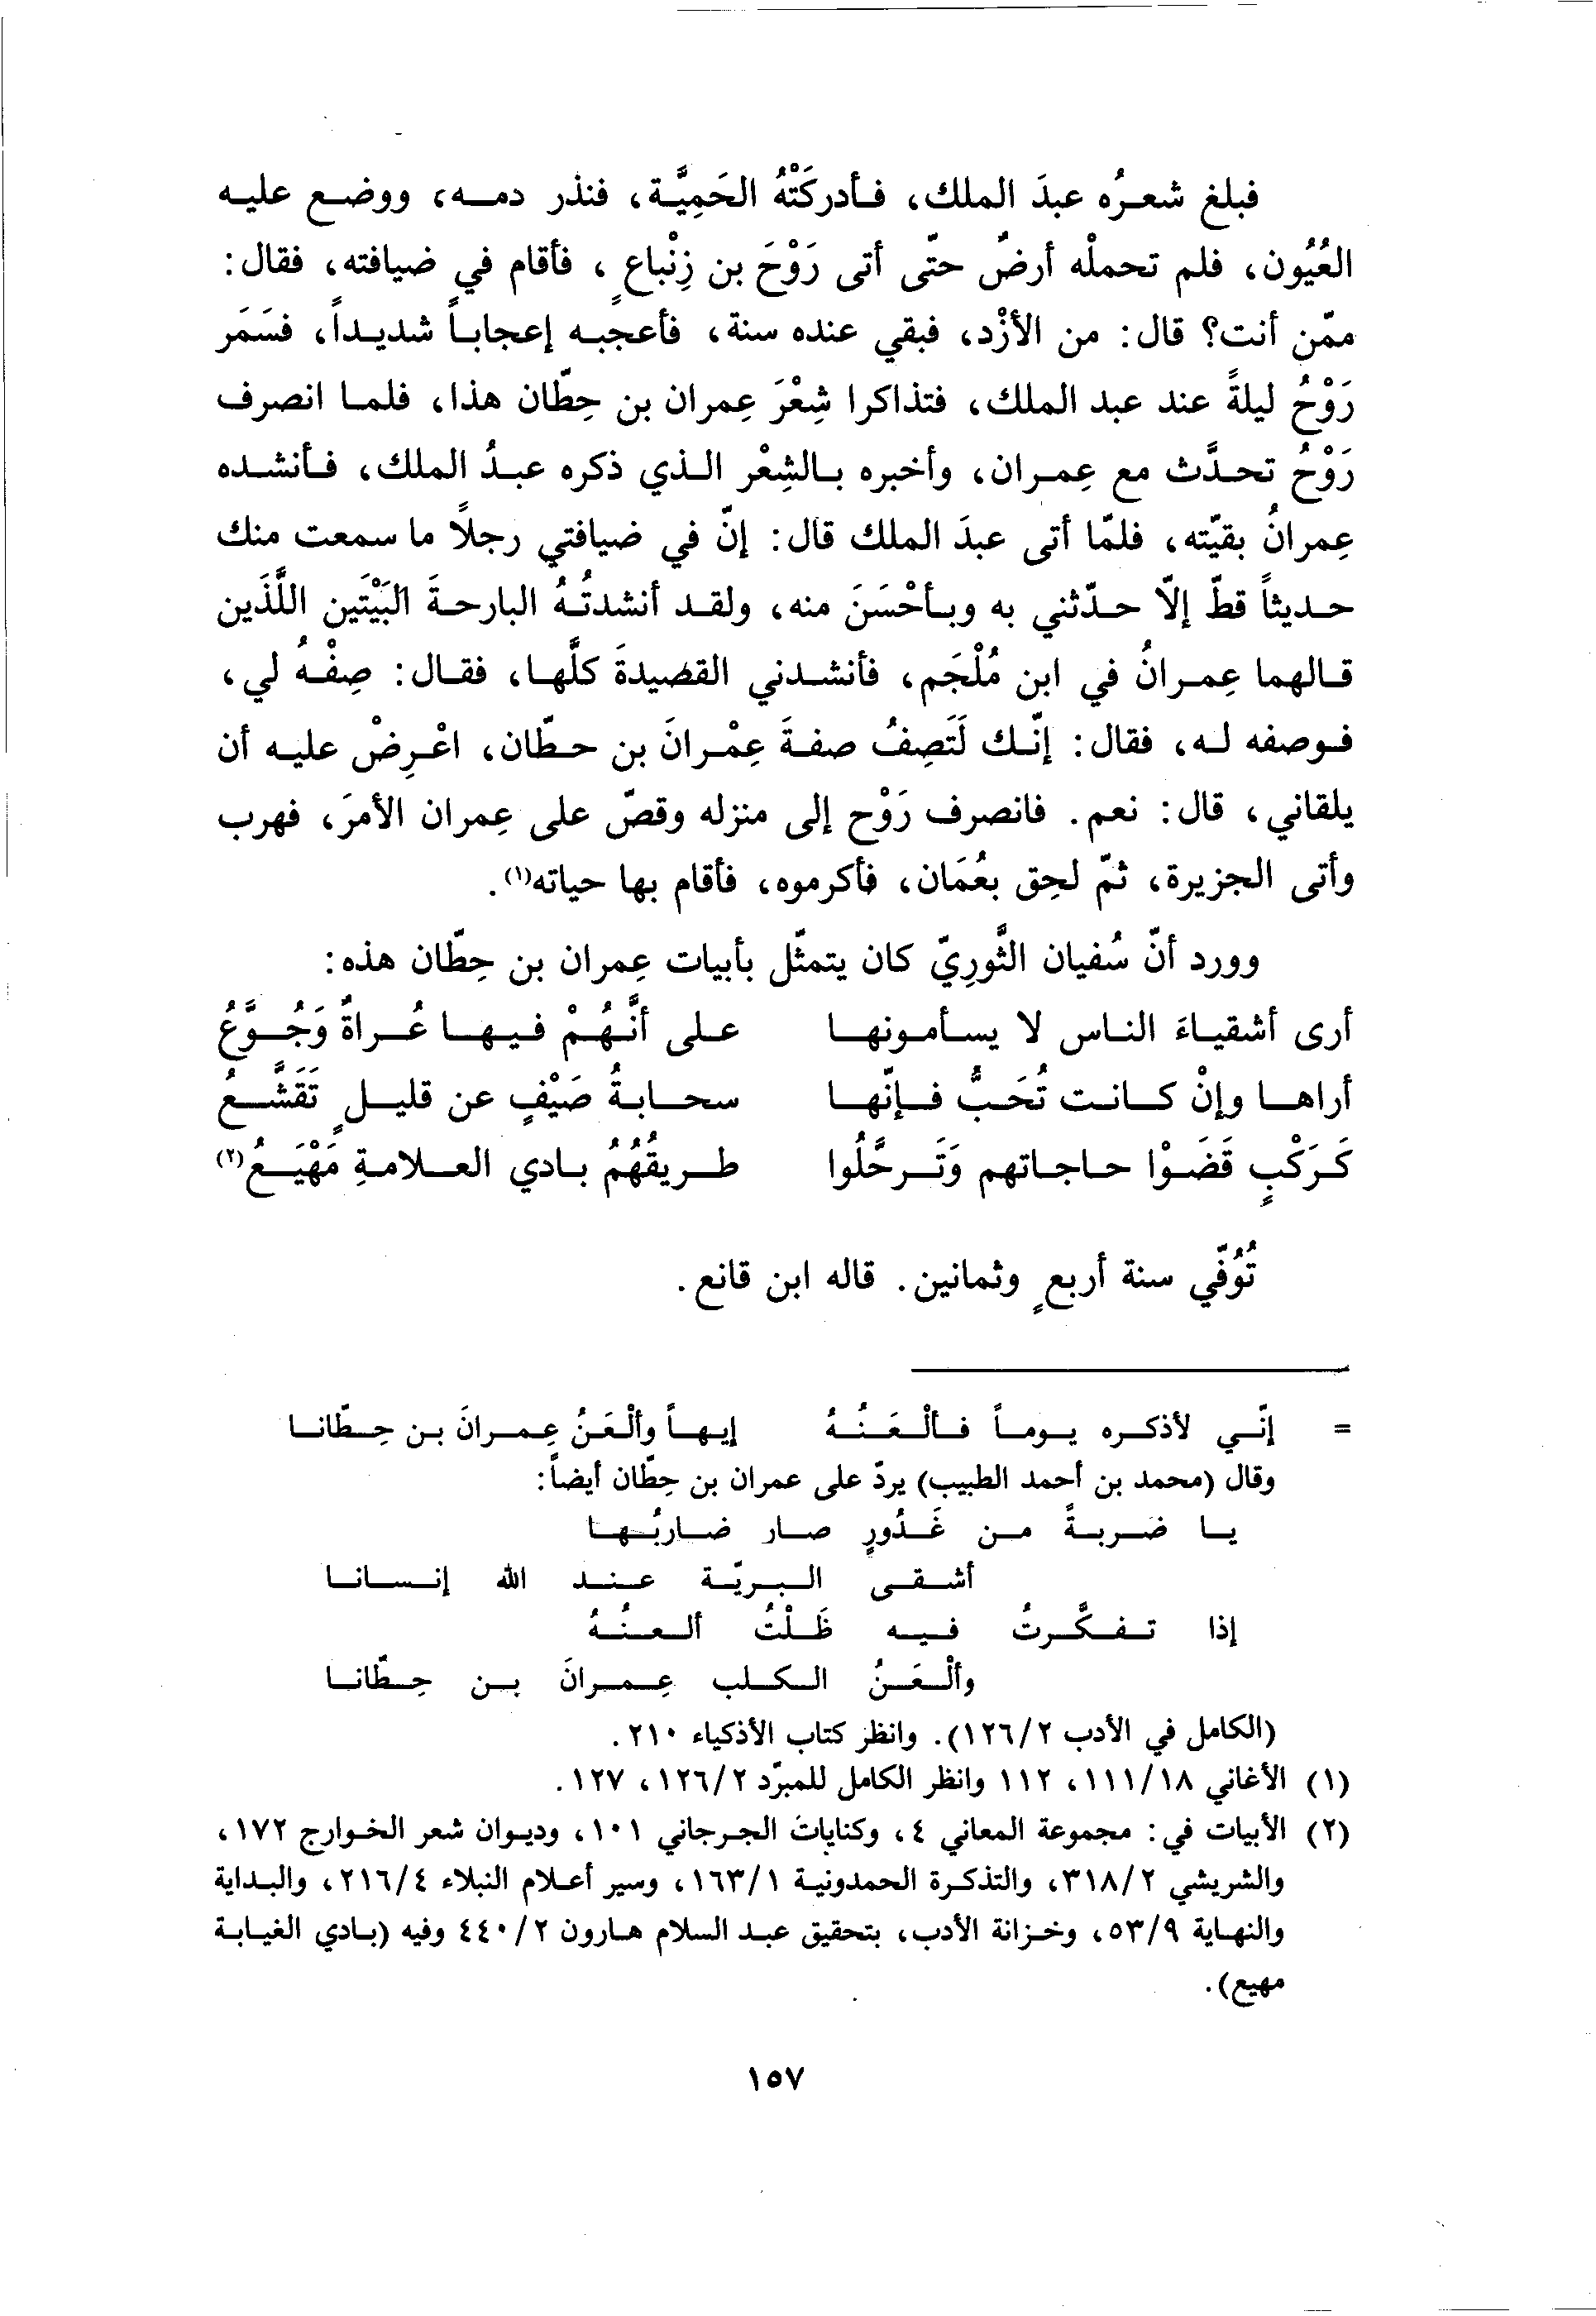 فبلغ شعرُه عبدَ الملك، فأدركَتْهُ الحَمِيَّة، فنذر دمه، ووضع عليه
العُيُون، فلم تحملْه أرضٌ حتّى أتى رَوْحَ بن زِنْباعٍ، فأقام في ضيافته، فقال:
ممّن أنت؟ قال: من الأزْد، فبقي عنده سنة، فأعجبه إعجاباً شديداً، فسَمَر
رَوْحُ ليلةً عند عبد الملك، فتذاكرا شِعْرَ عِمران بن حِطّان هذا، فلما انصرف
رَوْحُ تحدَّث مع عِمران، وأخبره بالشِعْر الذي ذكره عبدُ الملك، فأنشده
عِمرانُ بقيّته، فلمّا أتى عبدَ الملك قال: إنّ في ضيافتي رجلاً ما سمعت منك
حديثاً قطّ إلّا حدّثني به وبأحْسَنَ منه، ولقد أنشدتُهُ البارحةَ البَيْتَين اللَّذَين
قالهما عِمرانُ في ابن مُلْجَم، فأنشدني القصيدةَ كلَّها، فقال: صِفْهُ لي،
فوصفه له، فقال: إنّك لَتَصِفُ صفةَ عِمْرانَ بن حطّان، اعْرِضْ عليه أن
يلقاني، قال: نعم. فانصرف رَوْح إلى منزله وقصّ على عِمران الأمرَ، فهرب
وأتى الجزيرة، ثمّ لحِق بعُمَان، فأكرموه، فأقام بها حياته(١).
وورد أنّ سُفيان الثَّورِيّ كان يتمثّل بأبيات عِمران بن حِطّان هذه:
أرى أشقياءَ الناس لا يسأمونها على أنَّهُمْ فيها عُراةٌ وَجُوَّعُ
أراها وإنْ كانت تُحَبُّ فإنّها سحابةُ صَيْفٍ عن قليلٍ تَقَشَّعُ
كَرَكْبٍ قَضَوْا حاجاتهم وَتَرحَّلُوا طريقُهُمُ بادي العلامةِ مَهْيَعُ(٢)
تُوُفّي سنة أربعٍ وثمانين. قاله ابن قانع.
= إنّي لأذكره يوماً فألْعَنُهُ إيهاً وألْعَنُ عِمرانَ بن حِطّانا
وقال (محمد بن أحمد الطبيب) يردّ على عمران بن حِطّان أيضاً:
يا ضربةً من غَدُورٍ صار ضاربُها
أشقى البريّة عند الله إنسانا
إذا تفكَّرتُ فيه ظَلْتُ ألعنُهُ
وألْعَنُ الكلب عِمرانَ بن حِطّانا
(الكامل في الأدب ١٢٦/٢). وانظر كتاب الأذكياء ٢١٠.
(١) الأغاني ١١١/١٨، ١١٢ وانظر الكامل للمبرّد ١٢٦/٢، ١٢٧.
(٢) الأبيات في: مجموعة المعاني ٤، وكنايات الجرجاني ١٠١، وديوان شعر الخوارج ١٧٢،
والشريشي ٣١٨/٢، والتذكرة الحمدونية ١٦٣/١، وسير أعلام النبلاء ٢١٦/٤، والبداية
والنهاية ٥٣/٩، وخزانة الأدب، بتحقيق عبد السلام هارون ٤٤٠/٢ وفيه (بادي الغيابة
مهيع).
١٥٧